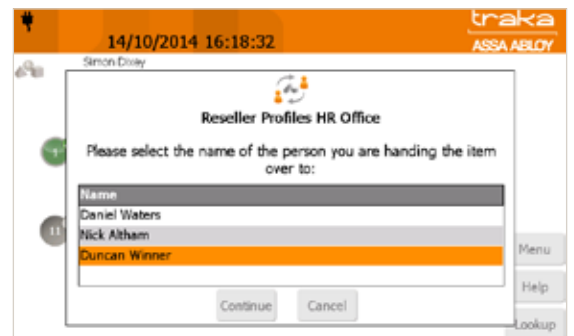 traka
14/10/2014 16:18:32
ASSA ABLOY
Simon Dixey
Reseller Profiles HR Office
Please select the name of the person you are handing the item
over to:
Name
Daniel Waters
Nick Altham
Duncan Winner
11
Menu
Help
Continue
Cancel
Lookup